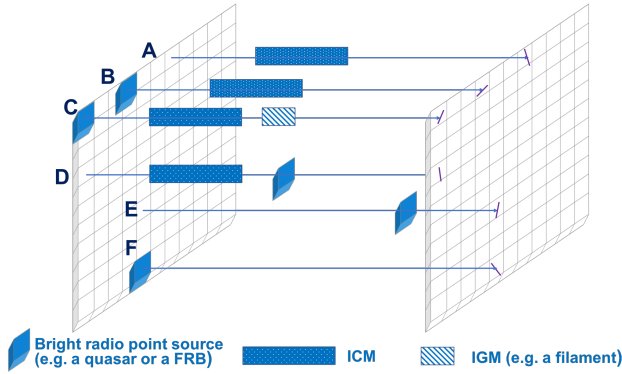 A
B
C
D
E
F
Bright radio point source
(e.g. a quasar or a FRB)
ICM
IGM (e.g. a filament)